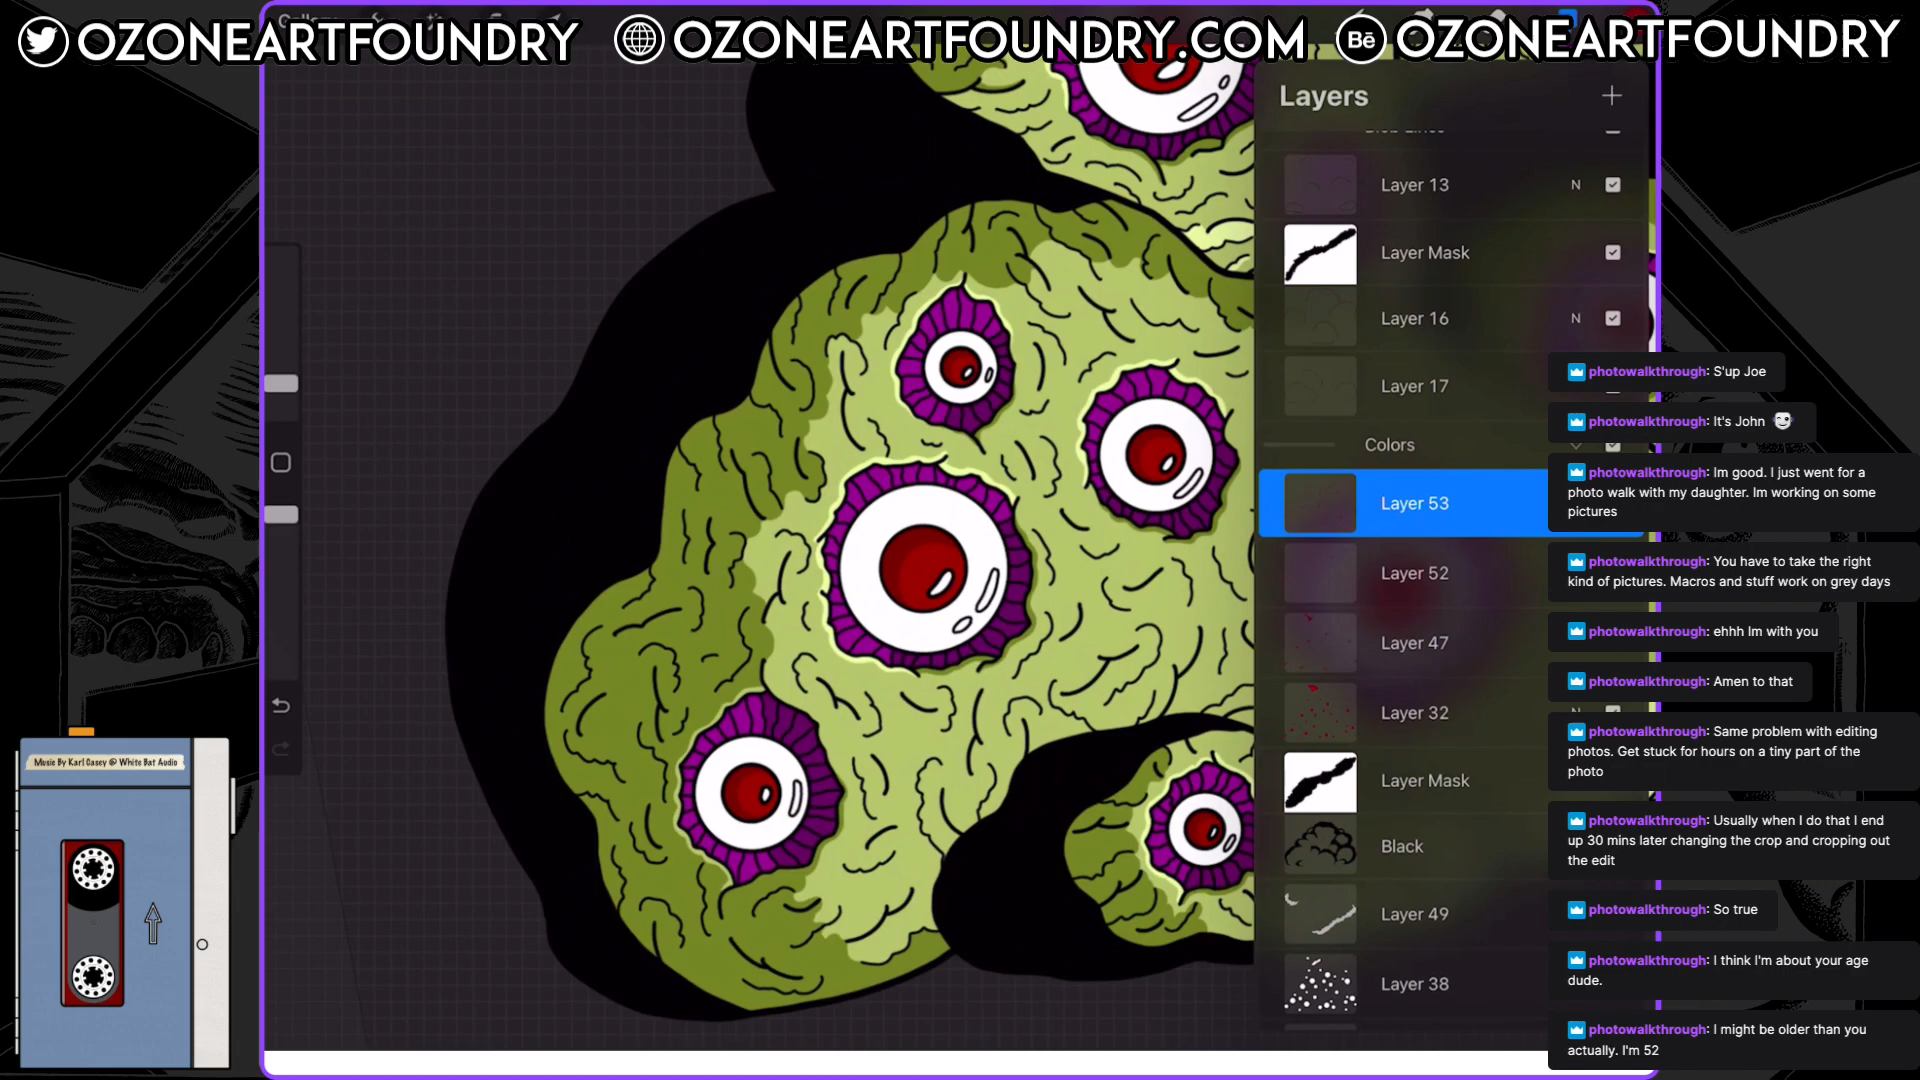 OZONEARTFOUNDRY
OZONEARTFOUNDRY.COM
Bē OZONEARTFOUNDRY
Layers
Layer 13 N
Layer Mask
Layer 16 N
Layer 17
Colors
Layer 53
Layer 52
Layer 47
Layer 32
Layer Mask
Black
Layer 49
Layer 38
photowalkthrough: S'up Joe
photowalkthrough: It's John
photowalkthrough: Im good. I just went for a
photo walk with my daughter. Im working on some
pictures
photowalkthrough: You have to take the right
kind of pictures. Macros and stuff work on grey days
photowalkthrough: ehhh Im with you
photowalkthrough: Amen to that
photowalkthrough: Same problem with editing
photos. Get stuck for hours on a tiny part of the
photo
photowalkthrough: Usually when I do that I end
up 30 mins later changing the crop and cropping out
the edit
photowalkthrough: So true
photowalkthrough: I think I'm about your age
dude.
photowalkthrough: I might be older than you
actually. I'm 52
Music By Karl Casey @ White Bat Audio